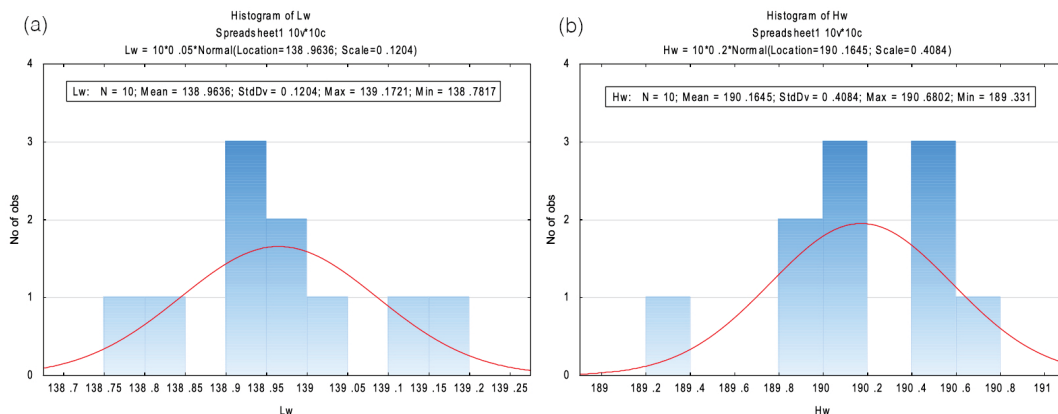 (a)
Histogram of Lw
Spreadsheet1 10v*10c
Lw = 10*0 .05*Normal(Location=138 .9636; Scale=0 .1204)
Lw: N = 10; Mean = 138 .9636; StdDv = 0 .1204; Max = 139 .1721; Min = 138 .7817
No of obs
4
3
2
1
0
138 .7 138 .75 138 .8 138 .85 138 .9 138 .95 139 139 .05 139 .1 139 .15 139 .2 139 .25
Lw
(b)
Histogram of Hw
Spreadsheet1 10v*10c
Hw = 10*0 .2*Normal(Location=190 .1645; Scale=0 .4084)
Hw: N = 10; Mean = 190 .1645; StdDv = 0 .4084; Max = 190 .6802; Min = 189 .331
No of obs
4
3
2
1
0
189 189 .2 189 .4 189 .6 189 .8 190 190 .2 190 .4 190 .6 190 .8 191
Hw